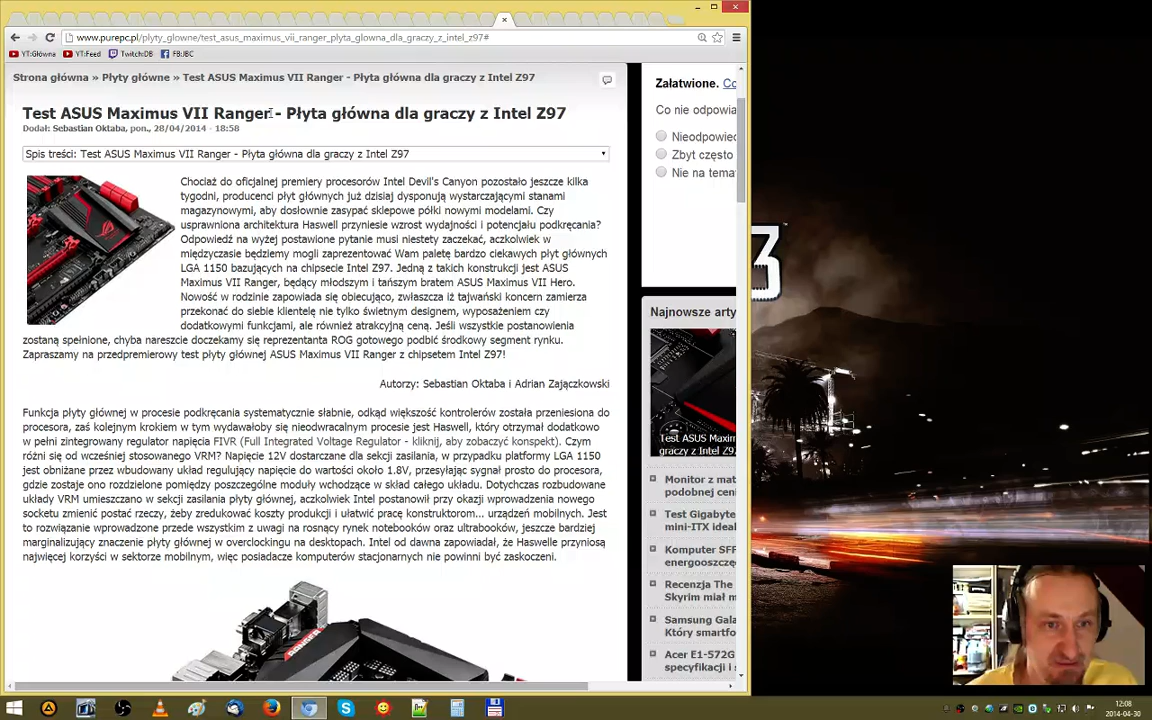 www.purepc.pl/plyty_glowne/test_asus_maximus_vii_ranger_plyta_glowna_dla_graczy_z_intel_z97#
YT:Główna YT:Feed Twitch:DB FB:JBC
Strona główna » Płyty główne » Test ASUS Maximus VII Ranger - Płyta główna dla graczy z Intel Z97
Test ASUS Maximus VII Ranger - Płyta główna dla graczy z Intel Z97
Dodał: Sebastian Oktaba, pon., 28/04/2014 - 18:58
Spis treści: Test ASUS Maximus VII Ranger - Płyta główna dla graczy z Intel Z97
Chociaż do oficjalnej premiery procesorów Intel Devil's Canyon pozostało jeszcze kilka
tygodni, producenci płyt głównych już dzisiaj dysponują wystarczającymi stanami
magazynowymi, aby dosłownie zasypać sklepowe półki nowymi modelami. Czy
usprawniona architektura Haswell przyniesie wzrost wydajności i potencjału podkręcania?
Odpowiedź na wyżej postawione pytanie musi niestety zaczekać, aczkolwiek w
międzyczasie będziemy mogli zaprezentować Wam paletę bardzo ciekawych płyt głównych
LGA 1150 bazujących na chipsecie Intel Z97. Jedną z takich konstrukcji jest ASUS
Maximus VII Ranger, będący młodszym i tańszym bratem ASUS Maximus VII Hero.
Nowość w rodzinie zapowiada się obiecująco, zwłaszcza iż tajwański koncern zamierza
przekonać do siebie klientelę nie tylko świetnym designem, wyposażeniem czy
dodatkowymi funkcjami, ale również atrakcyjną ceną. Jeśli wszystkie postanowienia
zostaną spełnione, chyba nareszcie doczekamy się reprezentanta ROG gotowego podbić środkowy segment rynku.
Zapraszamy na przedpremierowy test płyty głównej ASUS Maximus VII Ranger z chipsetem Intel Z97!
Autorzy: Sebastian Oktaba i Adrian Zajączkowski
Funkcja płyty głównej w procesie podkręcania systematycznie słabnie, odkąd większość kontrolerów została przeniesiona do
procesora, zaś kolejnym krokiem w tym wydawałoby się nieodwracalnym procesie jest Haswell, który otrzymał dodatkowo
w pełni zintegrowany regulator napięcia FIVR (Full Integrated Voltage Regulator - kliknij, aby zobaczyć konspekt). Czym
różni się od wcześniej stosowanego VRM? Napięcie 12V dostarczane dla sekcji zasilania, w przypadku platformy LGA 1150
jest obniżane przez wbudowany układ regulujący napięcie do wartości około 1.8V, przesyłając sygnał prosto do procesora,
gdzie zostaje ono rozdzielone pomiędzy poszczególne moduły wchodzące w skład całego układu. Dotychczas rozbudowane
układy VRM umieszczano w sekcji zasilania płyty głównej, aczkolwiek Intel postanowił przy okazji wprowadzenia nowego
socketu zmienić postać rzeczy, żeby zredukować koszty produkcji i ułatwić pracę konstruktorom... urządzeń mobilnych. Jest
to rozwiązanie wprowadzone przede wszystkim z uwagi na rosnący rynek notebooków oraz ultrabooków, jeszcze bardziej
marginalizujący znaczenie płyty głównej w overclockingu na desktopach. Intel od dawna zapowiadał, że Haswelle przyniosą
najwięcej korzyści w sektorze mobilnym, więc posiadacze komputerów stacjonarnych nie powinni być zaskoczeni.
RANGER
Załatwione. Co
Co nie odpowia
Nieodpowiec
Zbyt często
Nie na temat
Najnowsze arty
Test ASUS Maxim
graczy z Intel Z9
Monitor z mat
podobnej ceni
Test Gigabyte
mini-ITX ideal
Komputer SFF
energooszczę
Recenzja The
Skyrim miał m
Samsung Gala
Który smartfo
Acer E1-572G
specyfikacji i s
3
12:08
2014-04-30